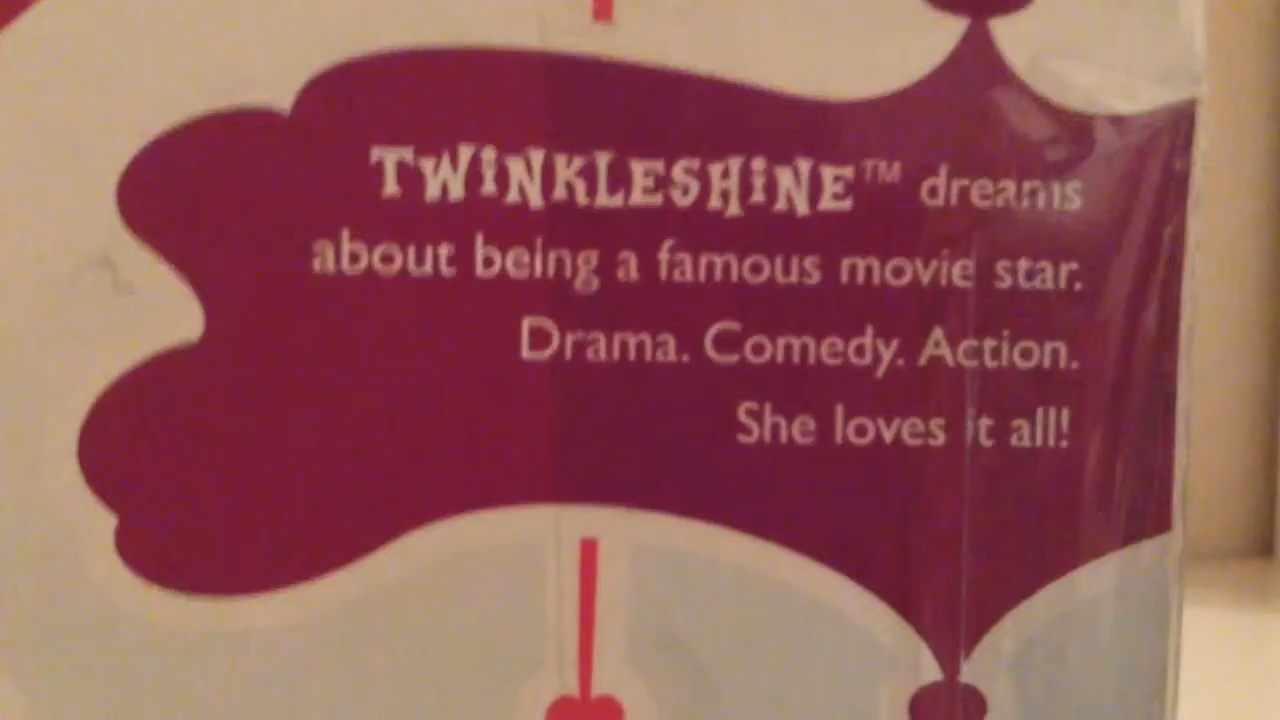 TWiNKLESHiNE™ dreams
about being a famous movie star.
Drama. Comedy. Action.
She loves it all!